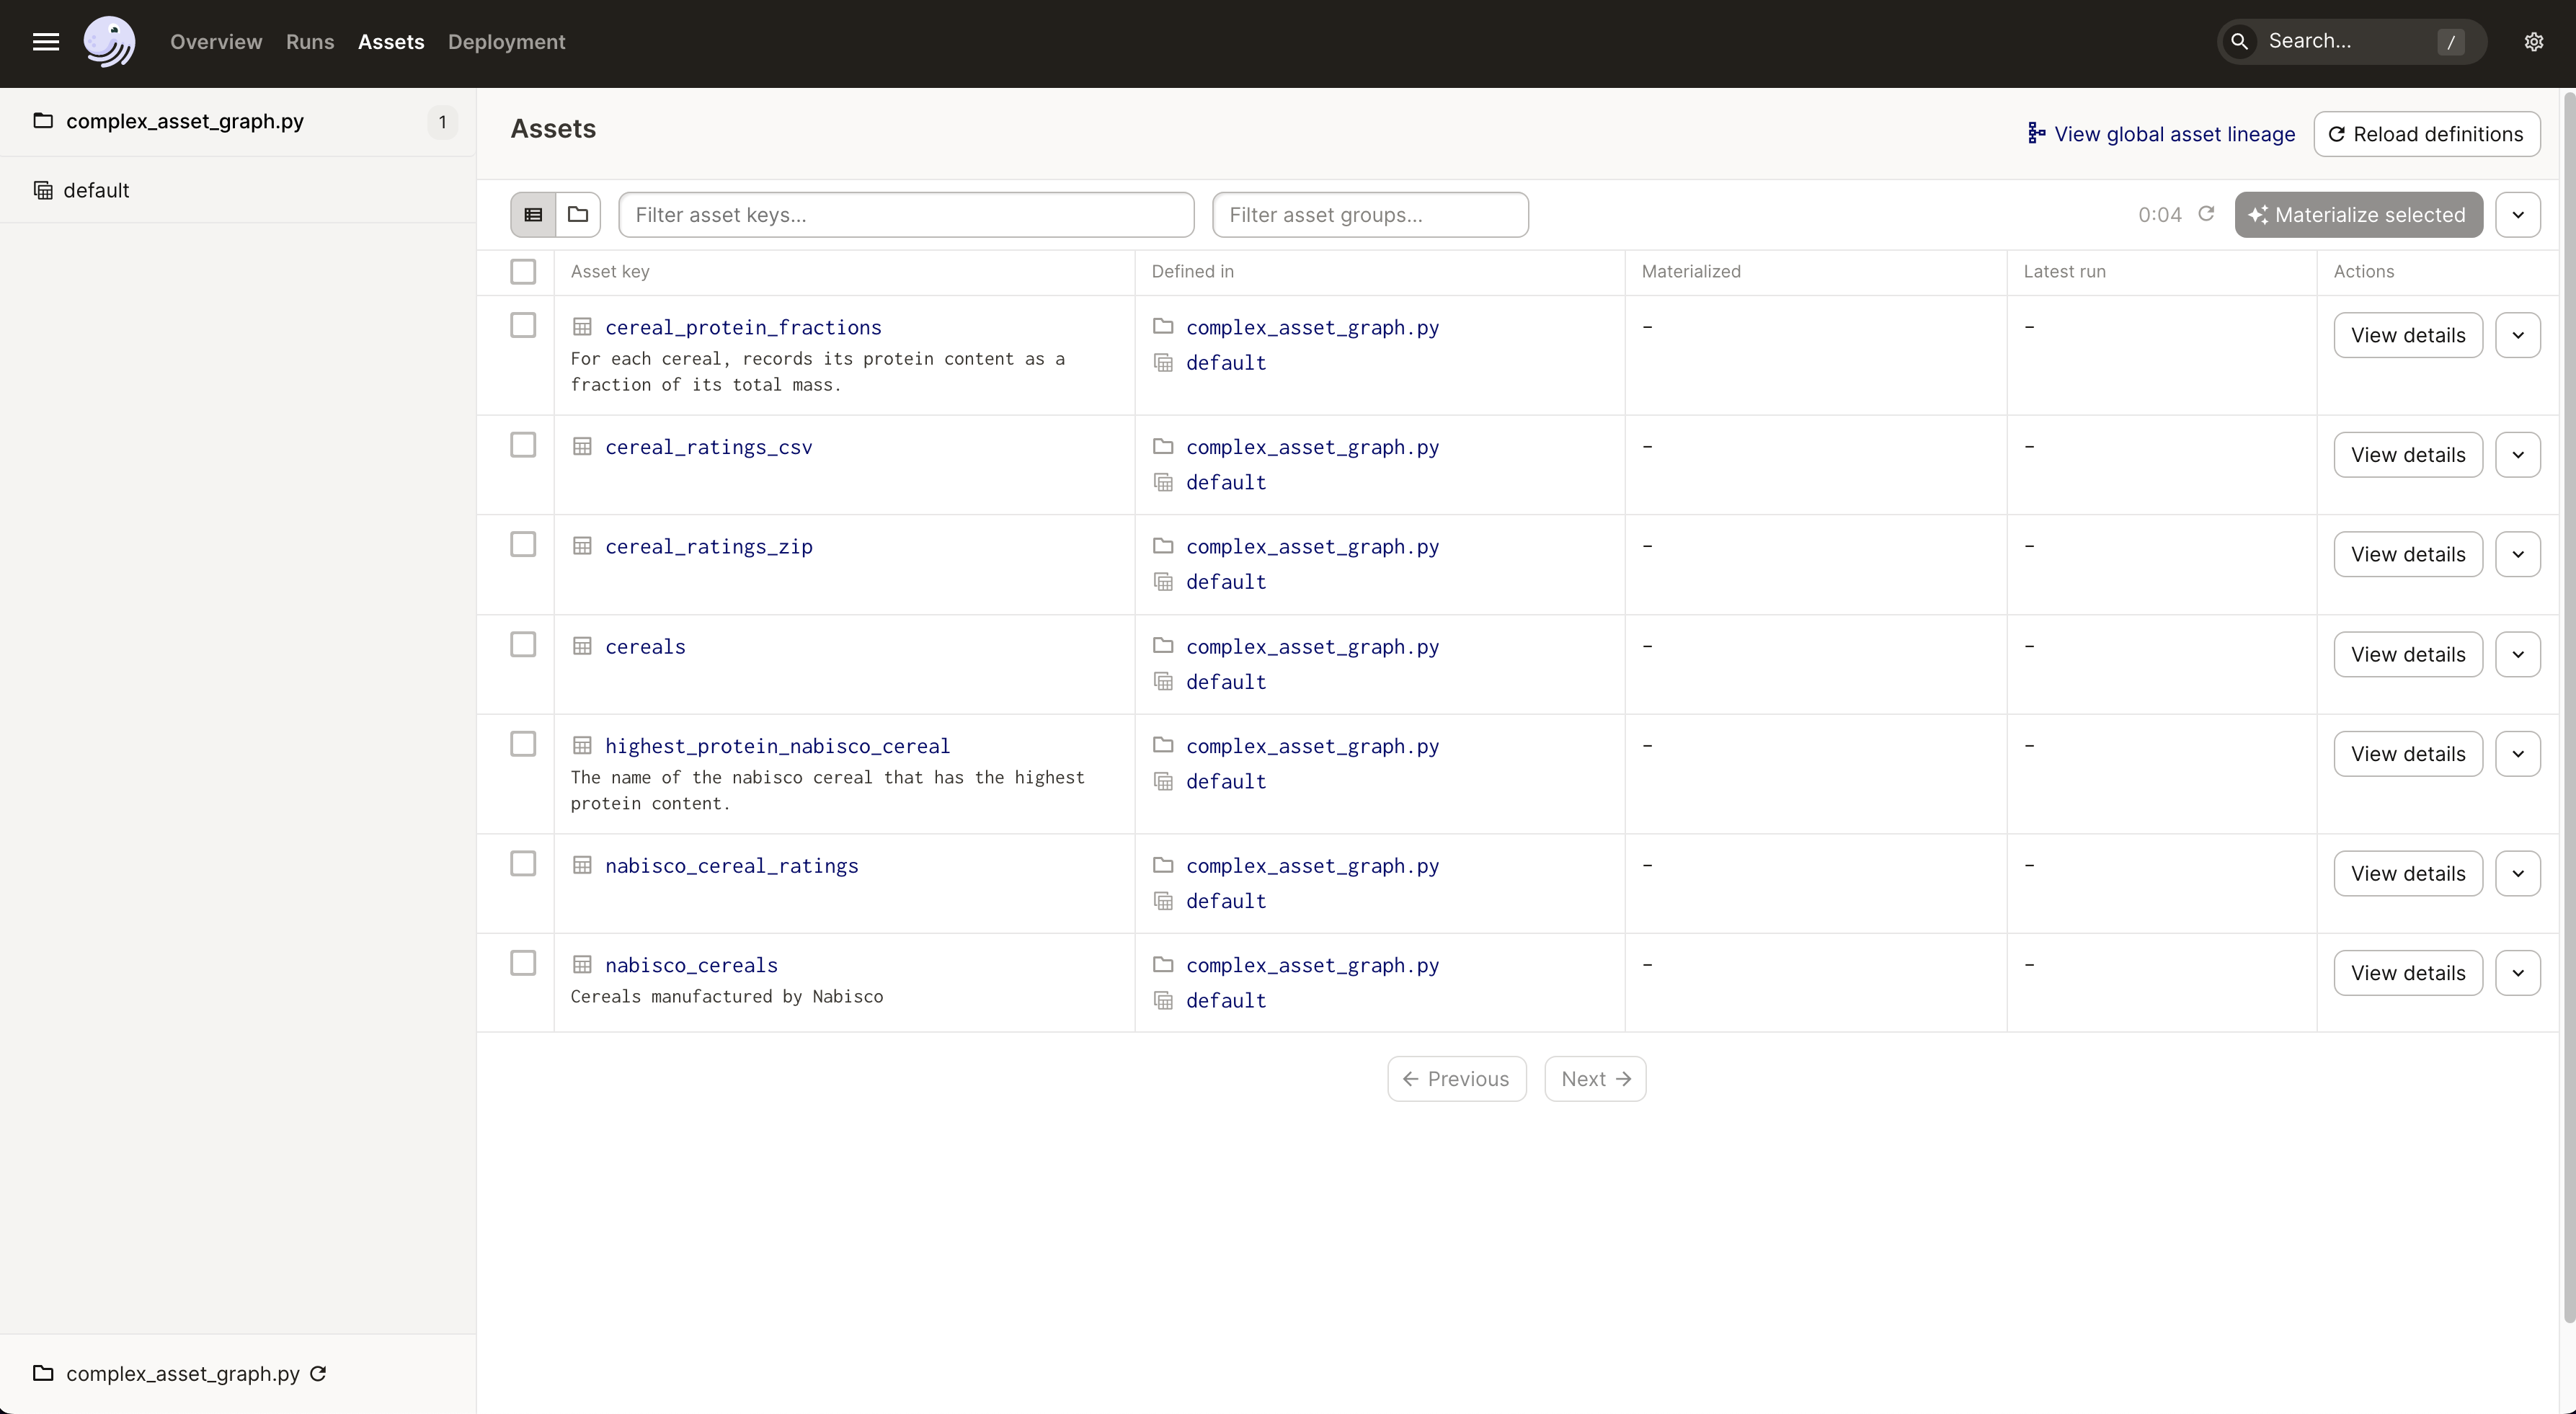 Overview Runs Assets Deployment Search... /
complex_asset_graph.py 1
default
Assets
View global asset lineage Reload definitions
Filter asset keys... Filter asset groups... 0:04 Materialize selected
Asset key Defined in Materialized Latest run Actions
cereal_protein_fractions complex_asset_graph.py – – View details
For each cereal, records its protein content as a default
fraction of its total mass.
cereal_ratings_csv complex_asset_graph.py – – View details
default
cereal_ratings_zip complex_asset_graph.py – – View details
default
cereals complex_asset_graph.py – – View details
default
highest_protein_nabisco_cereal complex_asset_graph.py – – View details
The name of the nabisco cereal that has the highest default
protein content.
nabisco_cereal_ratings complex_asset_graph.py – – View details
default
nabisco_cereals complex_asset_graph.py – – View details
Cereals manufactured by Nabisco default
← Previous Next →
complex_asset_graph.py